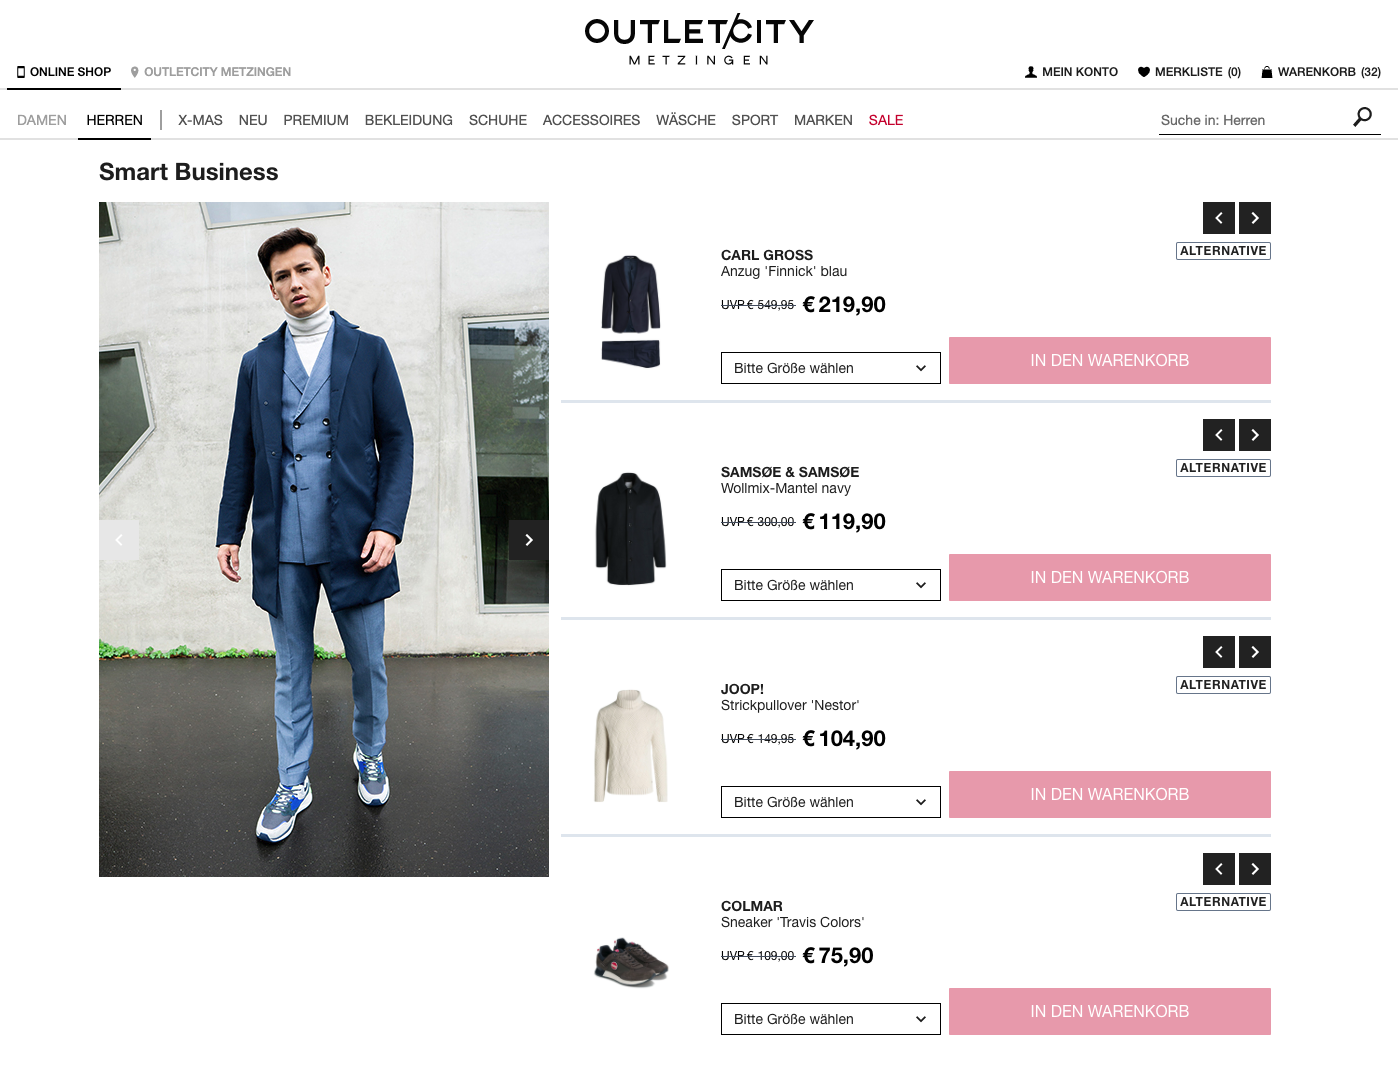 OUTLETCITY
METZINGEN
ONLINE SHOP
OUTLETCITY METZINGEN
MEIN KONTO
MERKLISTE (0)
WARENKORB (32)
DAMEN
HERREN
X-MAS
NEU
PREMIUM
BEKLEIDUNG
SCHUHE
ACCESSOIRES
WÄSCHE
SPORT
MARKEN
SALE
Suche in: Herren
Smart Business
ALTERNATIVE
CARL GROSS
Anzug 'Finnick' blau
UVP € 549,95 € 219,90
Bitte Größe wählen
IN DEN WARENKORB
ALTERNATIVE
SAMSØE & SAMSØE
Wollmix-Mantel navy
UVP € 300,00 € 119,90
Bitte Größe wählen
IN DEN WARENKORB
ALTERNATIVE
JOOP!
Strickpullover 'Nestor'
UVP € 149,95 € 104,90
Bitte Größe wählen
IN DEN WARENKORB
ALTERNATIVE
COLMAR
Sneaker 'Travis Colors'
UVP € 109,00 € 75,90
Bitte Größe wählen
IN DEN WARENKORB